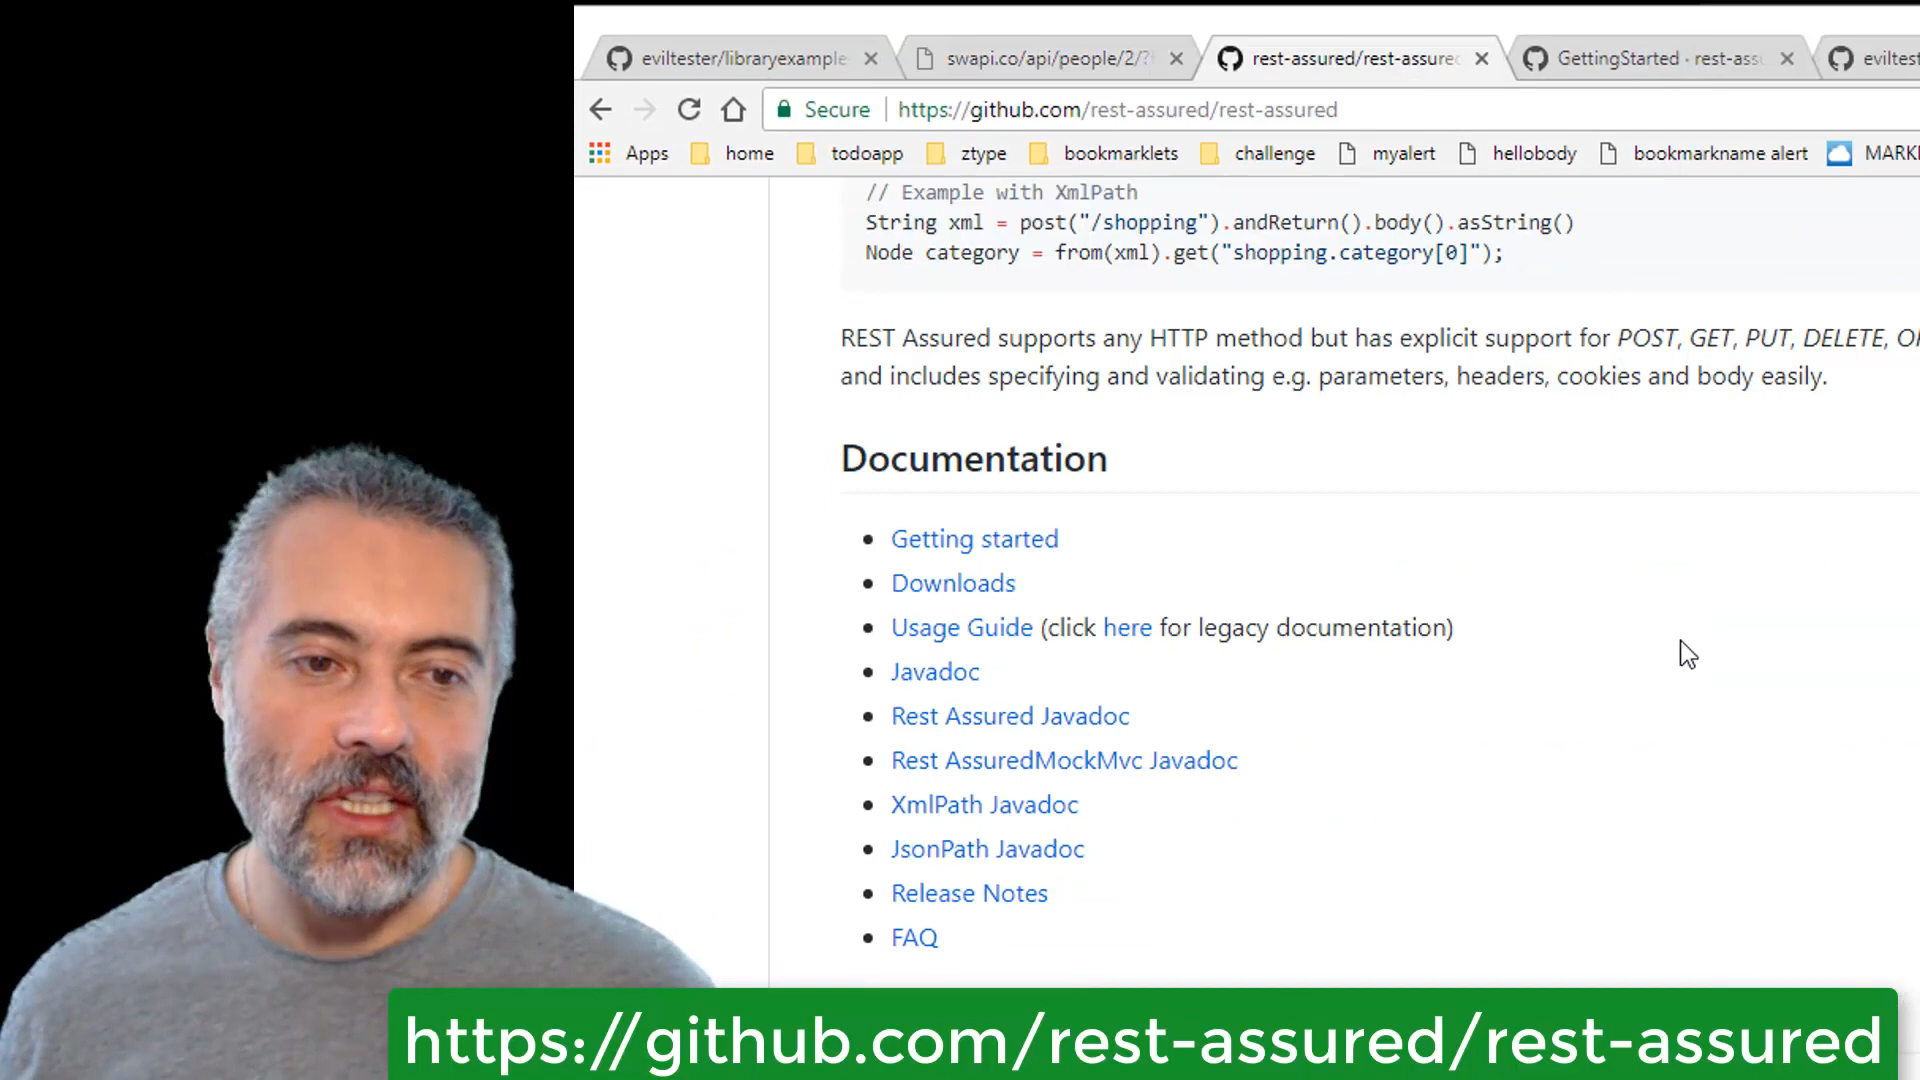 eviltester/libraryexample
swapi.co/api/people/2/?
rest-assured/rest-assured
GettingStarted · rest-assu
eviltest
Secure
https://github.com/rest-assured/rest-assured
Apps
home
todoapp
ztype
bookmarklets
challenge
myalert
hellobody
bookmarkname alert
MARK
// Example with XmlPath
String xml = post("/shopping").andReturn().body().asString()
Node category = from(xml).get("shopping.category[0]");
REST Assured supports any HTTP method but has explicit support for POST, GET, PUT, DELETE,
and includes specifying and validating e.g. parameters, headers, cookies and body easily.
Documentation
Getting started
Downloads
Usage Guide (click here for legacy documentation)
Javadoc
Rest Assured Javadoc
Rest AssuredMockMvc Javadoc
XmlPath Javadoc
JsonPath Javadoc
Release Notes
FAQ
https://github.com/rest-assured/rest-assured